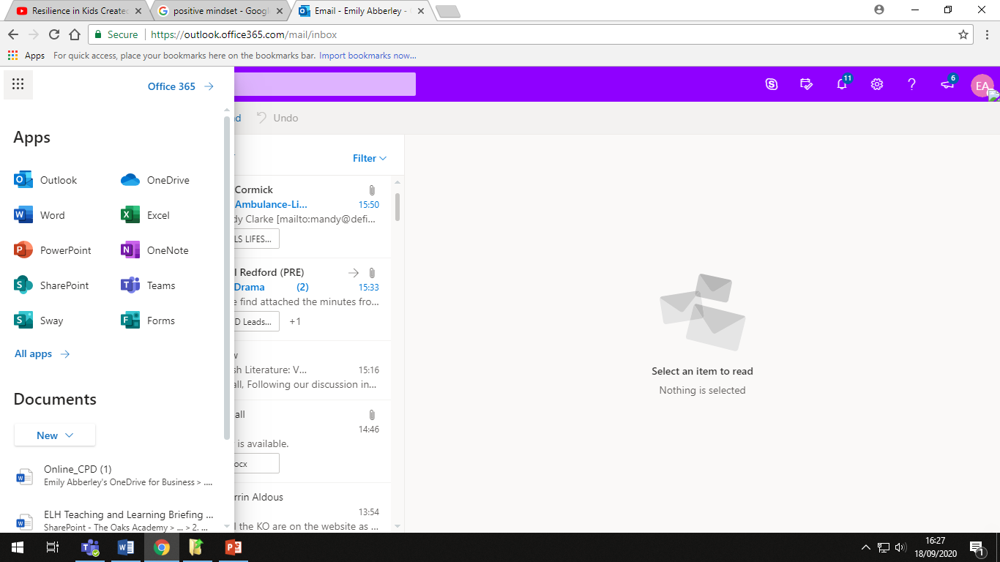 Resilience in Kids Created
positive mindset - Google
Email - Emily Abberley -
Secure
https://outlook.office365.com/mail/inbox
Apps
For quick access, place your bookmarks here on the bookmarks bar. Import bookmarks now...
Office 365
11
6
EA
Undo
Apps
Outlook
OneDrive
Word
Excel
PowerPoint
OneNote
SharePoint
Teams
Sway
Forms
All apps
Documents
New
Online_CPD (1)
Emily Abberley's OneDrive for Business > ....
ELH Teaching and Learning Briefing ...
SharePoint - The Oaks Academy > ... > 2. ...
Filter
Cormick
Ambulance-Li...
15:50
dy Clarke [mailto:mandy@defi...
LS LIFES...
l Redford (PRE)
Drama (2)
15:33
e find attached the minutes fro...
D Leads...
+1
w
sh Literature: V...
15:16
all, Following our discussion in...
all
14:46
is available.
ocx
rrin Aldous
13:54
l the KO are on the website as ...
Select an item to read
Nothing is selected
16:27
18/09/2020
1